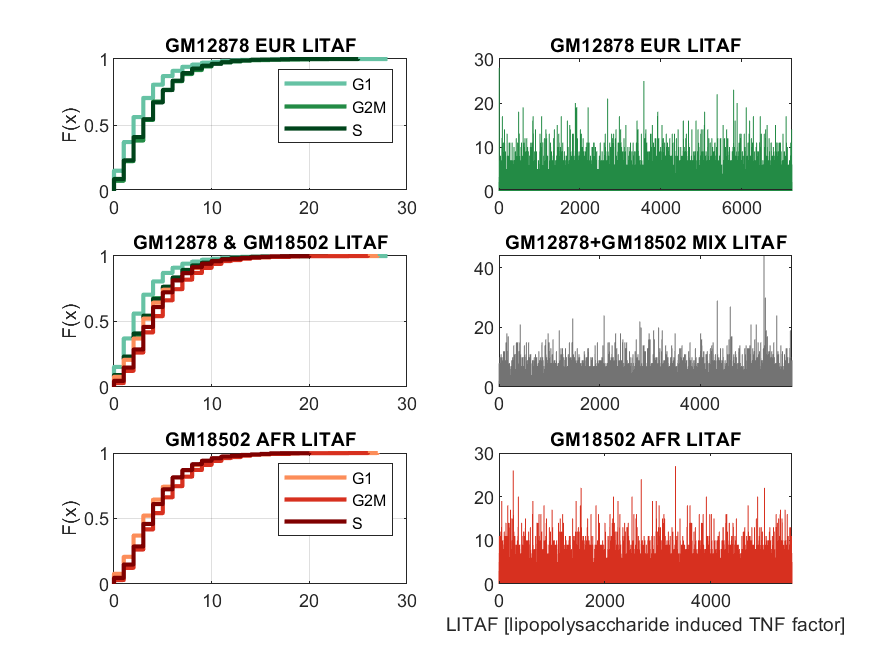 GM12878 EUR LITAF
1
0.5
0
F(x)
G1
G2M
S
0 10 20 30
GM12878 EUR LITAF
30
20
10
0
0 2000 4000 6000
GM12878 & GM18502 LITAF
1
0.5
0
F(x)
0 10 20 30
GM12878+GM18502 MIX LITAF
40
20
0
0 2000 4000
GM18502 AFR LITAF
1
0.5
0
F(x)
G1
G2M
S
0 10 20 30
GM18502 AFR LITAF
30
20
10
0
0 2000 4000
LITAF [lipopolysaccharide induced TNF factor]